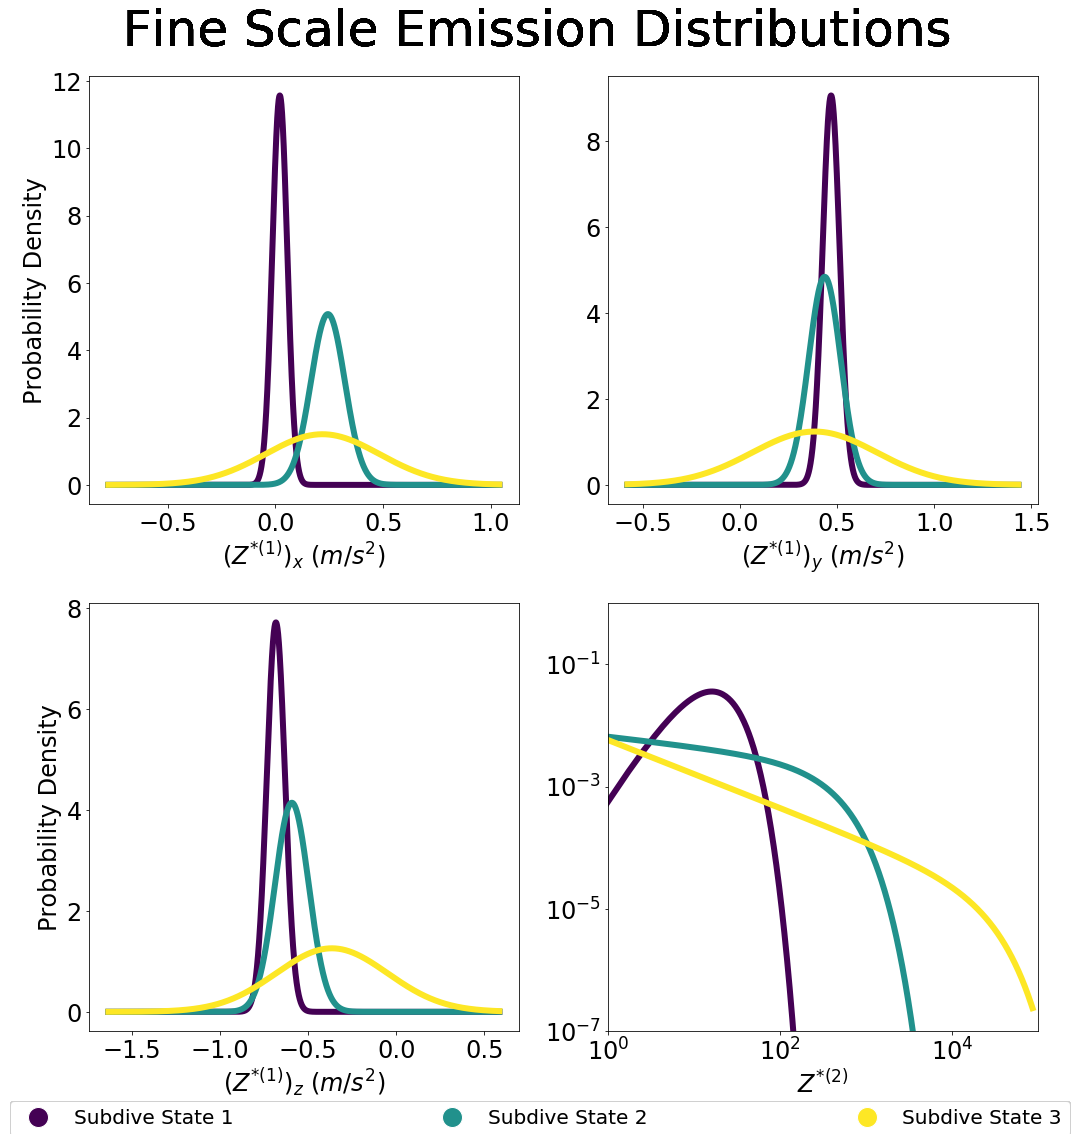 Fine Scale Emission Distributions
12
10
8
6
4
2
0
Probability Density
−0.5 0.0 0.5 1.0
(Z*(1))x (m/s²)
8
6
4
2
0
−0.5 0.0 0.5 1.0 1.5
(Z*(1))y (m/s²)
8
6
4
2
0
Probability Density
−1.5 −1.0 −0.5 0.0 0.5
(Z*(1))z (m/s²)
10⁻¹
10⁻³
10⁻⁵
10⁻⁷
10⁰ 10² 10⁴
Z*(2)
Subdive State 1 Subdive State 2 Subdive State 3